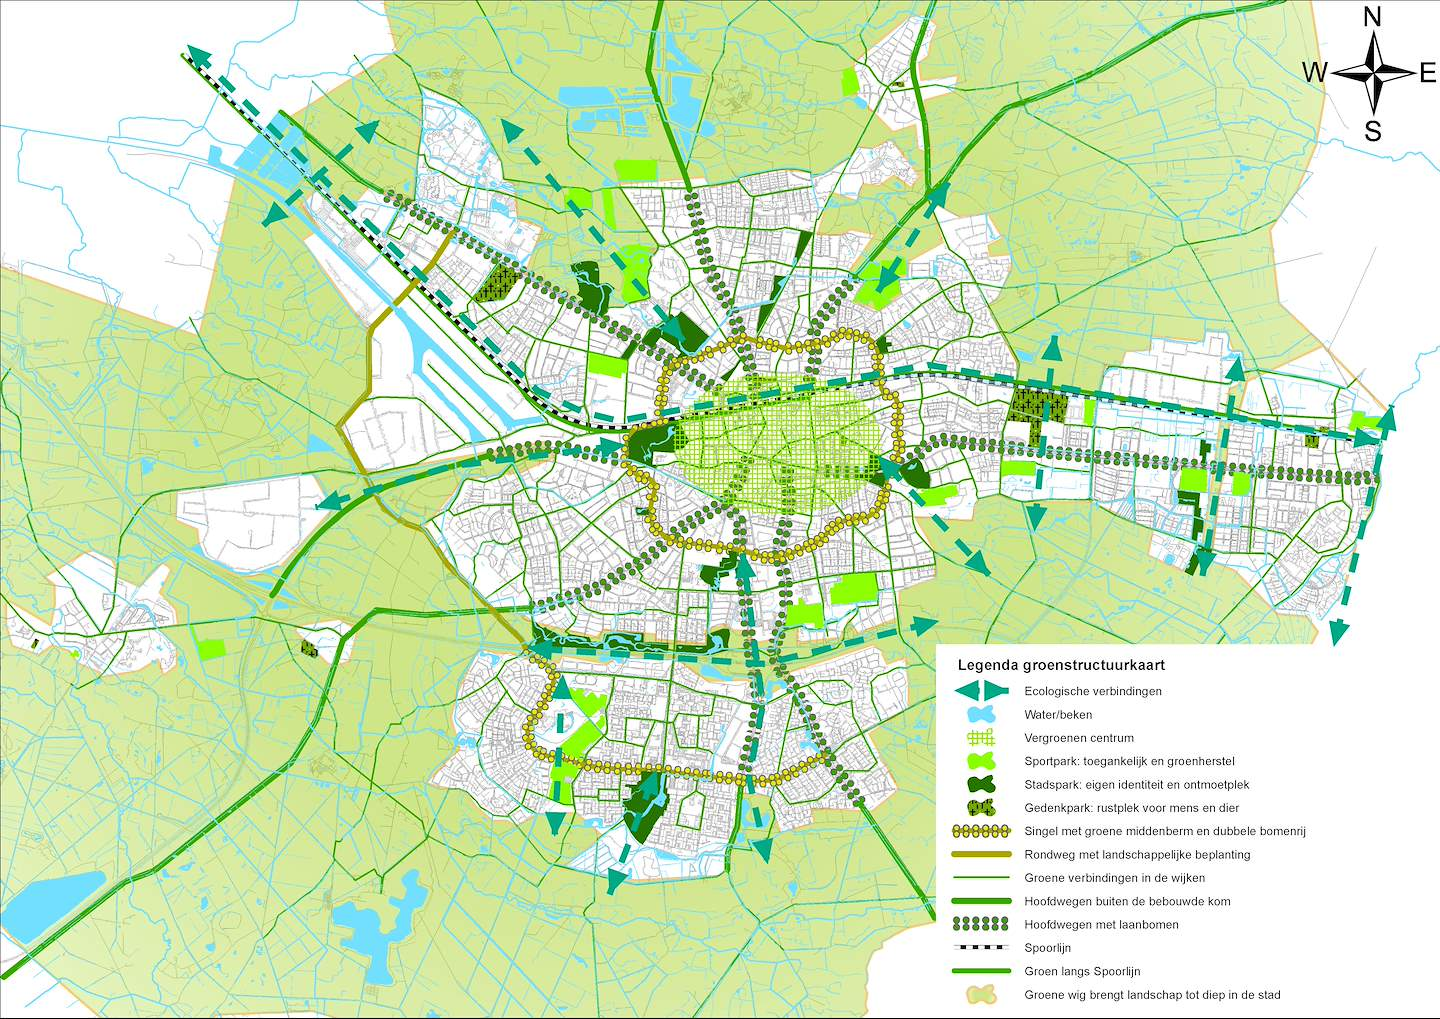 N
W E
S
Legenda groenstructuurkaart
Ecologische verbindingen
Water/beken
Vergroenen centrum
Sportpark: toegankelijk en groenherstel
Stadspark: eigen identiteit en ontmoetplek
Gedenkpark: rustplek voor mens en dier
Singel met groene middenberm en dubbele bomenrij
Rondweg met landschappelijke beplanting
Groene verbindingen in de wijken
Hoofdwegen buiten de bebouwde kom
Hoofdwegen met laanbomen
Spoorlijn
Groen langs Spoorlijn
Groene wig brengt landschap tot diep in de stad